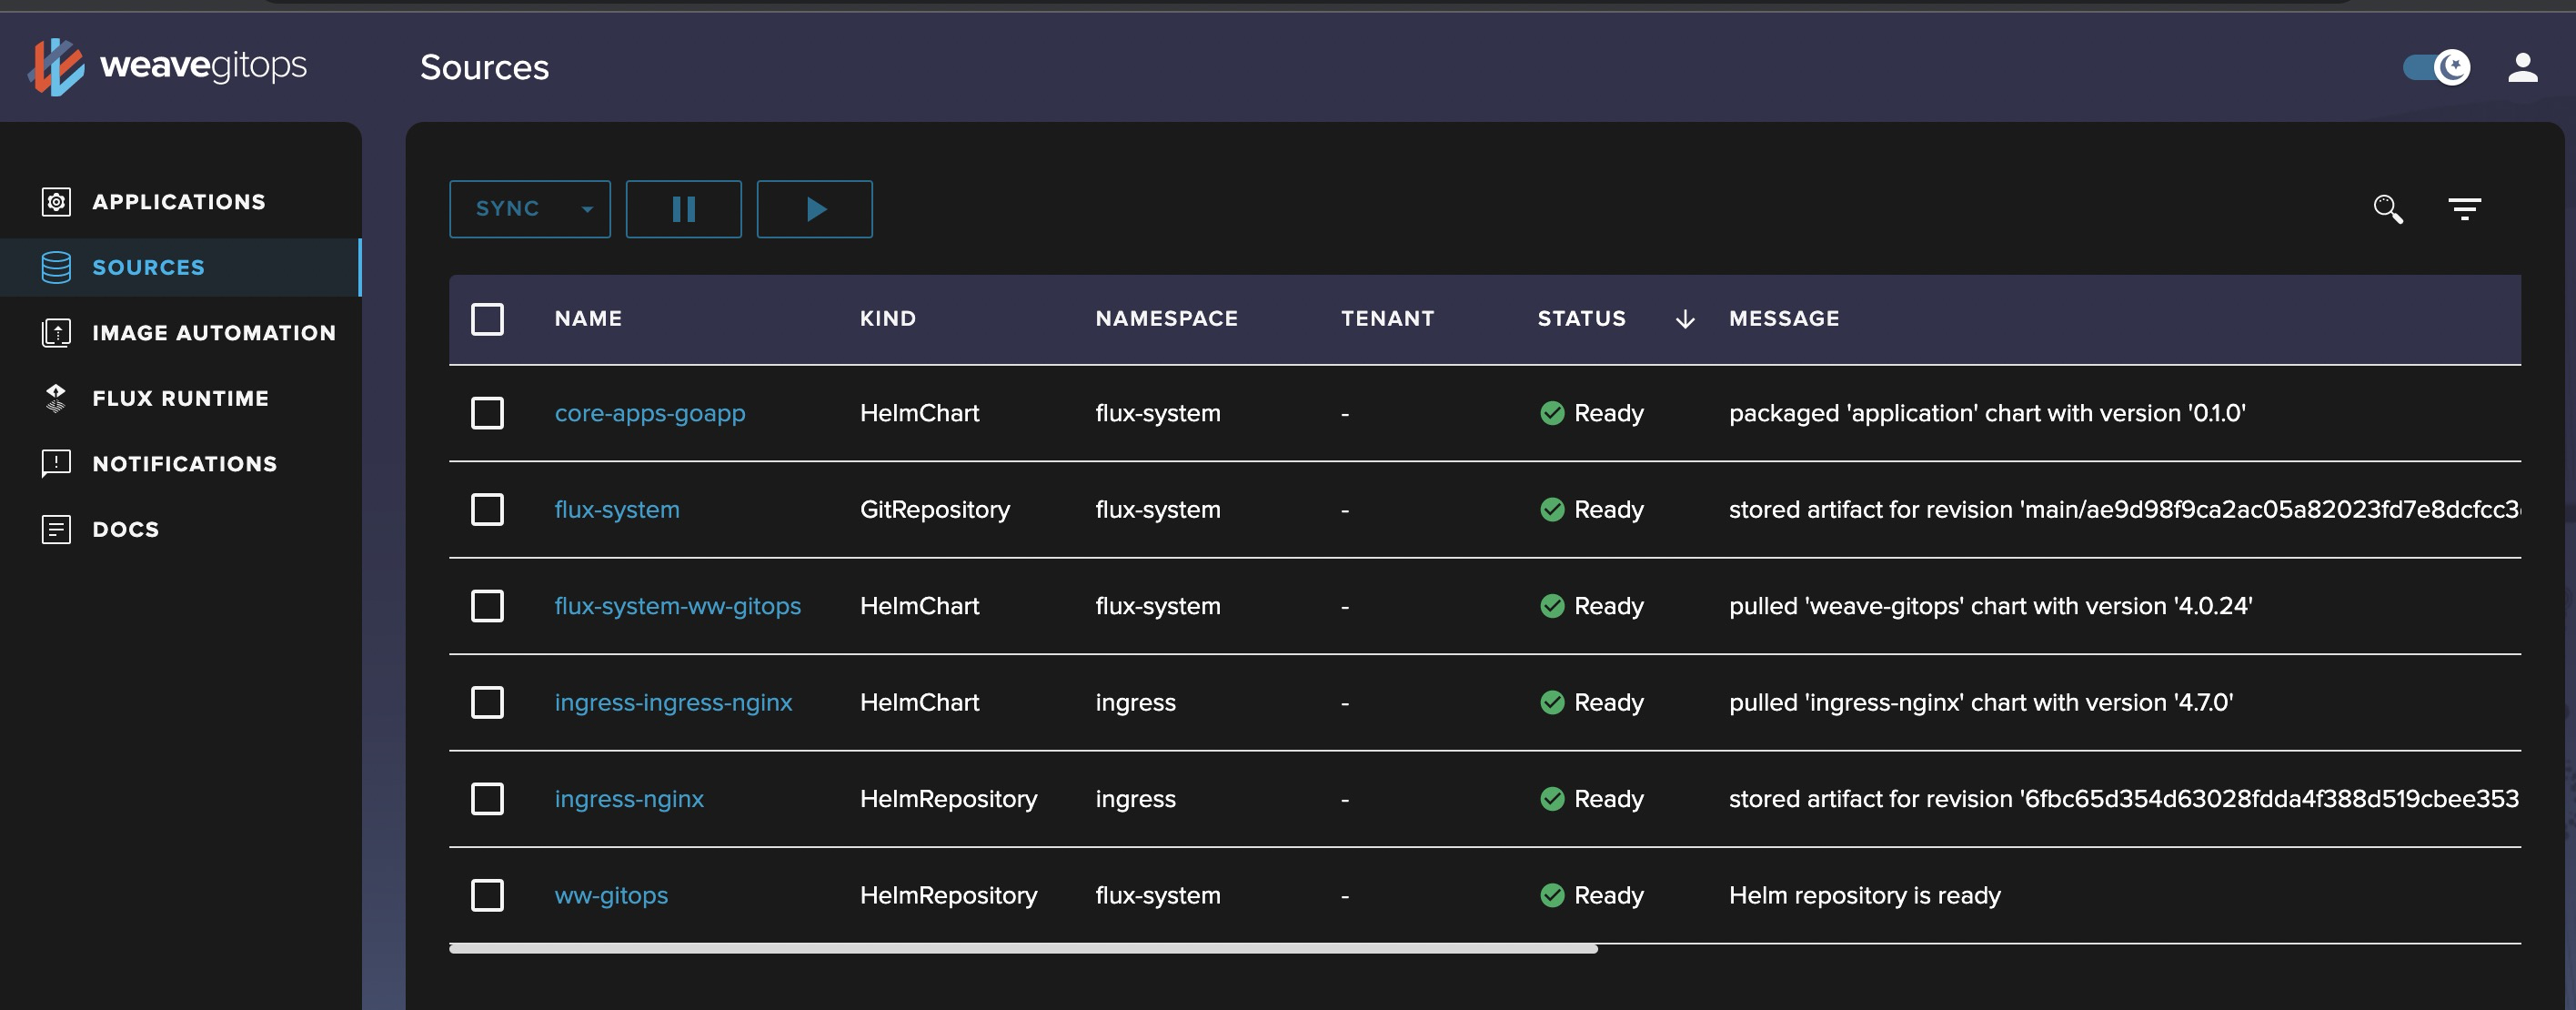 weavegitops
Sources
APPLICATIONS
SOURCES
IMAGE AUTOMATION
FLUX RUNTIME
NOTIFICATIONS
DOCS
SYNC
NAME KIND NAMESPACE TENANT STATUS MESSAGE
core-apps-goapp HelmChart flux-system - Ready packaged 'application' chart with version '0.1.0'
flux-system GitRepository flux-system - Ready stored artifact for revision 'main/ae9d98f9ca2ac05a82023fd7e8dcfcc3
flux-system-ww-gitops HelmChart flux-system - Ready pulled 'weave-gitops' chart with version '4.0.24'
ingress-ingress-nginx HelmChart ingress - Ready pulled 'ingress-nginx' chart with version '4.7.0'
ingress-nginx HelmRepository ingress - Ready stored artifact for revision '6fbc65d354d63028fdda4f388d519cbee353
ww-gitops HelmRepository flux-system - Ready Helm repository is ready